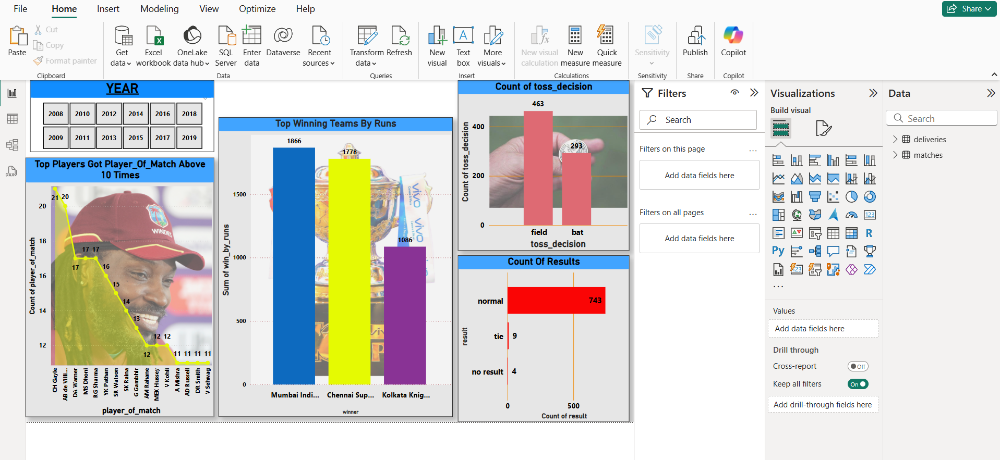 File Home Insert Modeling View Optimize Help
Share
Paste
Cut
Copy
Format painter
Clipboard
Get data
Excel workbook
OneLake data hub
SQL Server
Enter data
Dataverse
Recent sources
Data
Transform data
Refresh
Queries
New visual
Text box
More visuals
Insert
New visual calculation
New measure
Quick measure
Calculations
Sensitivity
Sensitivity
Publish
Share
Copilot
Copilot
YEAR
2008 2010 2012 2014 2016 2018
2009 2011 2013 2015 2017 2019
Top Players Got Player_Of_Match Above
10 Times
Count of player_of_match
20
18
16
14
12
21 20
17
17 17
16
15
14
13
12
12 12
11 11 11 11
WINDIES
CH Gayle
AB de Villi...
DA Warner
MS Dhoni
RG Sharma
YK Pathan
SR Watson
SK Raina
G Gambhir
AM Rahane
MEK Hussey
V Kohli
A Mishra
AD Russell
DR Smith
V Sehwag
player_of_match
Top Winning Teams By Runs
Sum of win_by_runs
1500
1000
500
0
1866
1778
1086
VIVO
VIVO
Mumbai Indi... Chennai Sup... Kolkata Knig...
winner
Count of toss_decision
Count of toss_decision
400
200
0
463
293
field bat
toss_decision
Count Of Results
result
normal 743
tie 9
no result 4
0 500
Count of result
Filters
Search
Filters on this page ...
Add data fields here
Filters on all pages ...
Add data fields here
Visualizations
Build visual
123
R
Py
123
...
Values
Add data fields here
Drill through
Cross-report Off
Keep all filters On
Add drill-through fields here
Data
Search
deliveries
matches
DAX